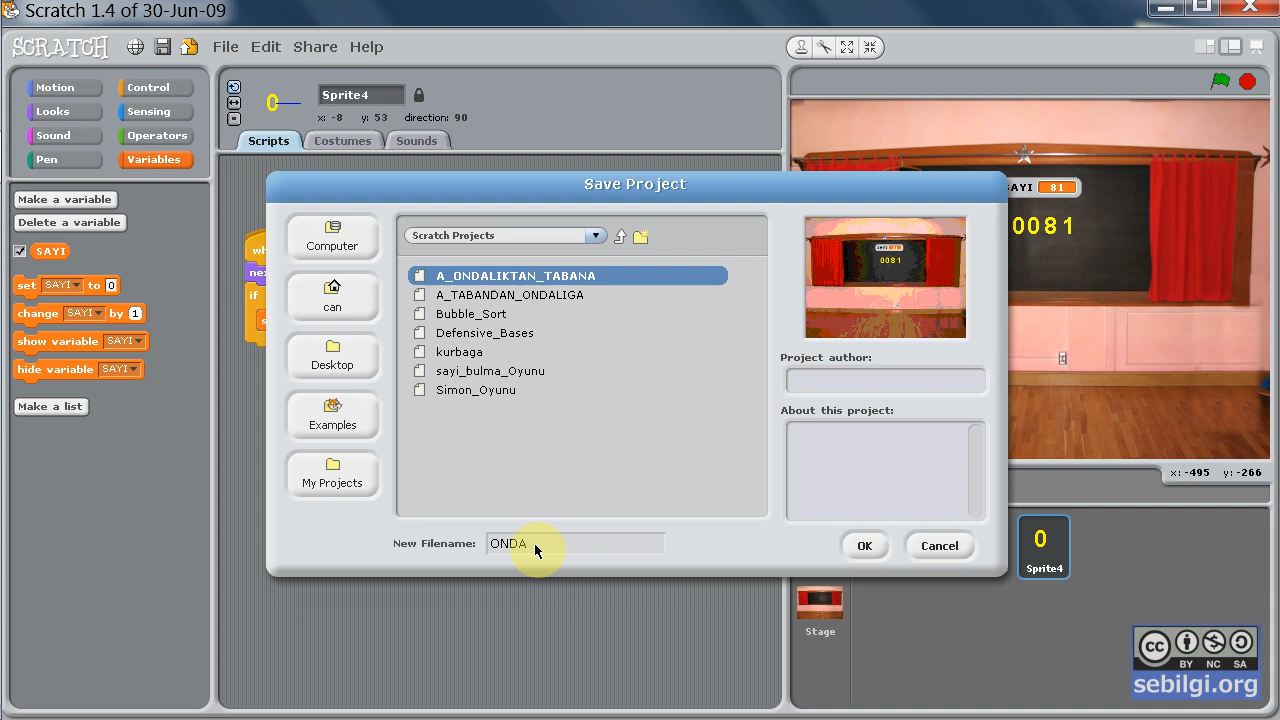 Scratch 1.4 of 30-Jun-09
SCRATCH
File Edit Share Help
Motion
Control
Looks
Sensing
Sound
Operators
Pen
Variables
Make a variable
Delete a variable
SAYI
set SAYI to 0
change SAYI by 1
show variable SAYI
hide variable SAYI
Make a list
0
Sprite4
x: -8 y: 53 direction: 90
Scripts
Costumes
Sounds
if
Save Project
Computer
can
Desktop
Examples
My Projects
Scratch Projects
A_ONDALIKTAN_TABANA
A_TABANDAN_ONDALIGA
Bubble_Sort
Defensive_Bases
kurbaga
sayi_bulma_Oyunu
Simon_Oyunu
New Filename: ONDA
0081
Project author:
About this project:
OK
Cancel
SAYI 81
0081
x: -495 y: -266
0
Sprite4
Stage
cc
BY NC SA
sebilgi.org